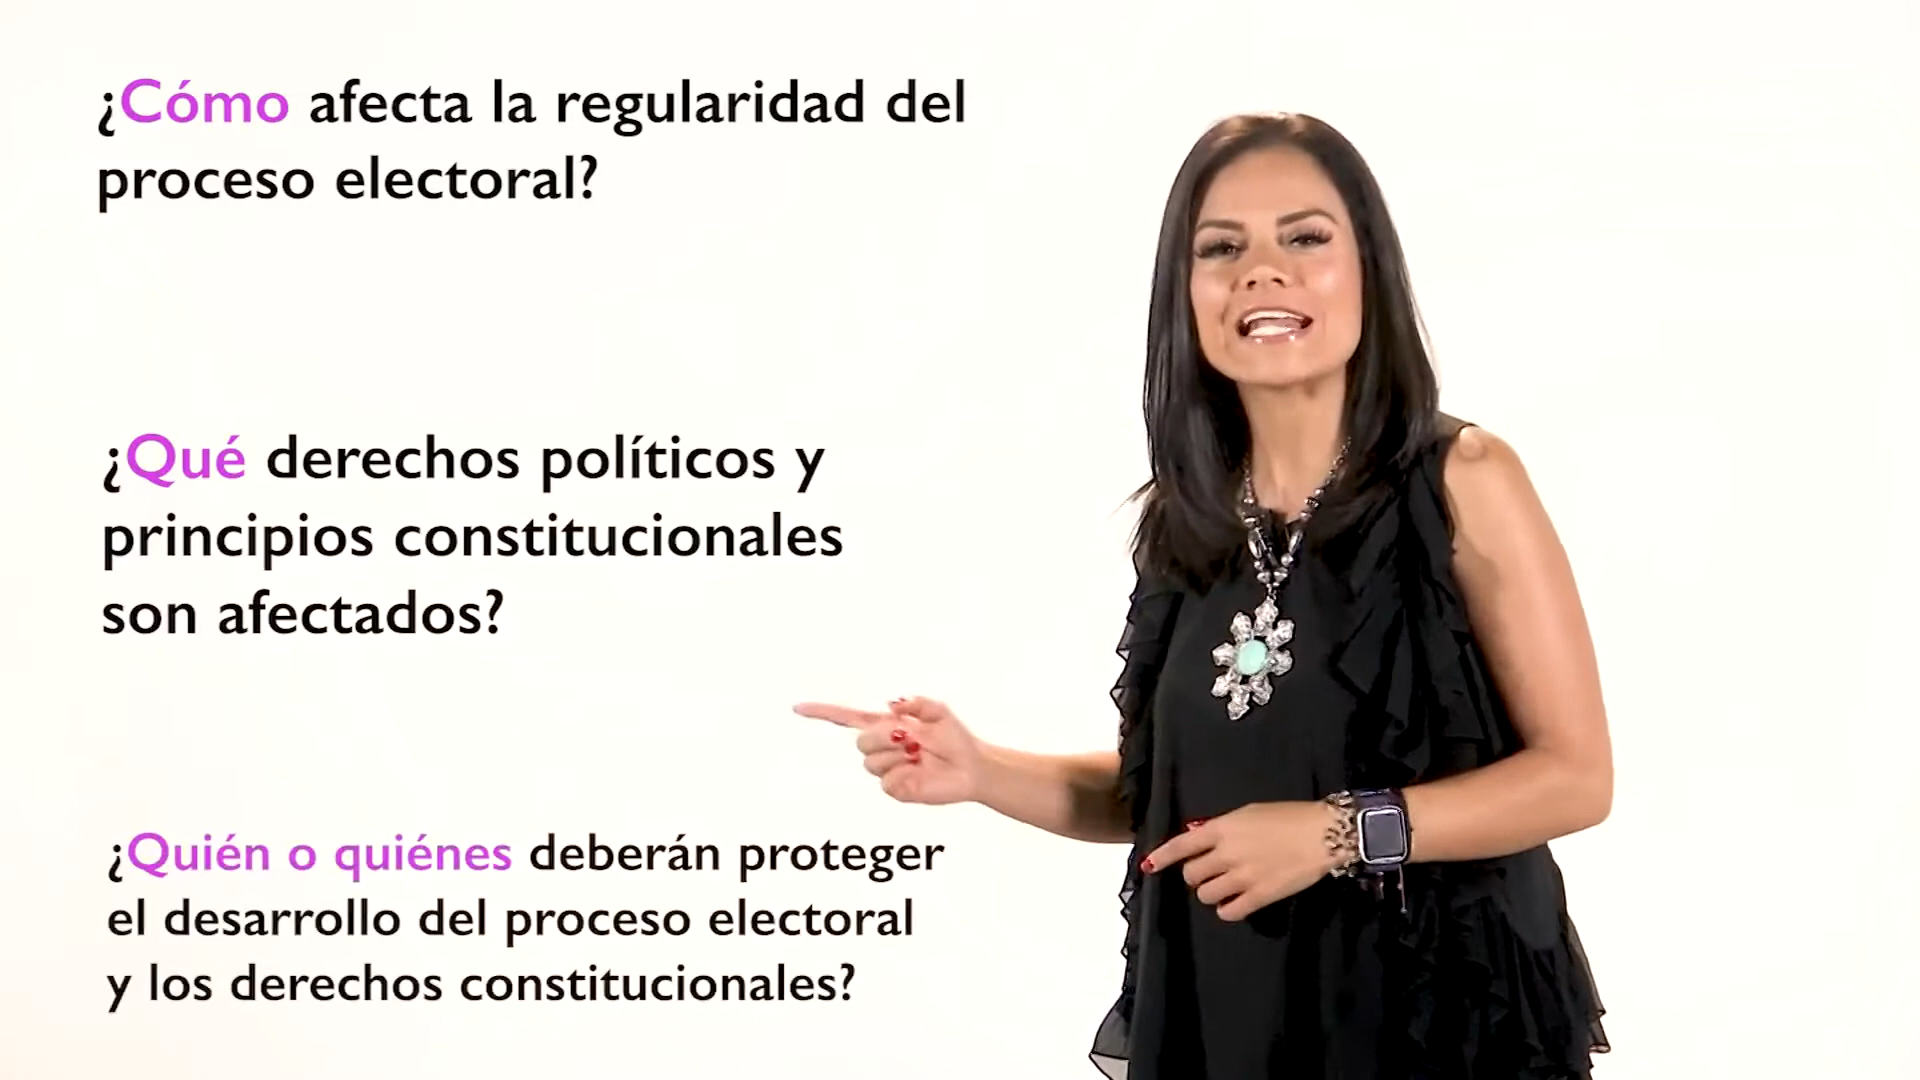 ¿Cómo afecta la regularidad del
proceso electoral?
¿Qué derechos políticos y
principios constitucionales
son afectados?
¿Quién o quiénes deberán proteger
el desarrollo del proceso electoral
y los derechos constitucionales?